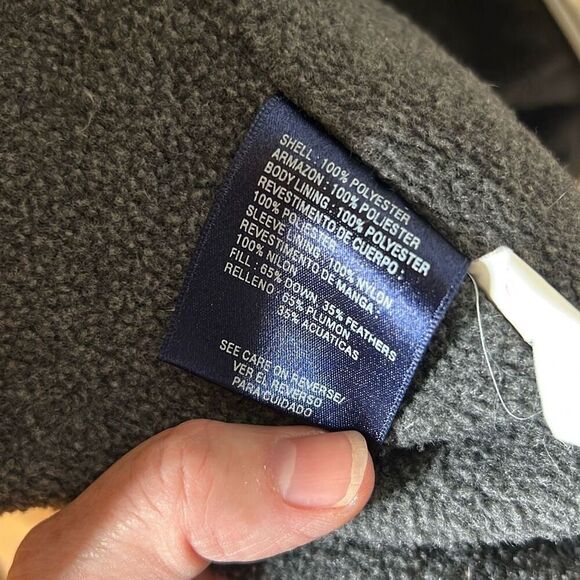 SHELL : 100% POLYESTER
ARMAZON : 100% POLIESTER
BODY LINING : 100% POLYESTER
REVESTIMENTO DE CUERPO :
100% POLIESTER
SLEEVE LINING : 100% NYLON
REVESTIMENTO DE MANGA :
100% NILON
FILL : 65% DOWN 35% FEATHERS
RELLENO : 65% PLUMON
35% ACUATICAS
SEE CARE ON REVERSE/
VER EL REVERSO
PARA CUIDADO